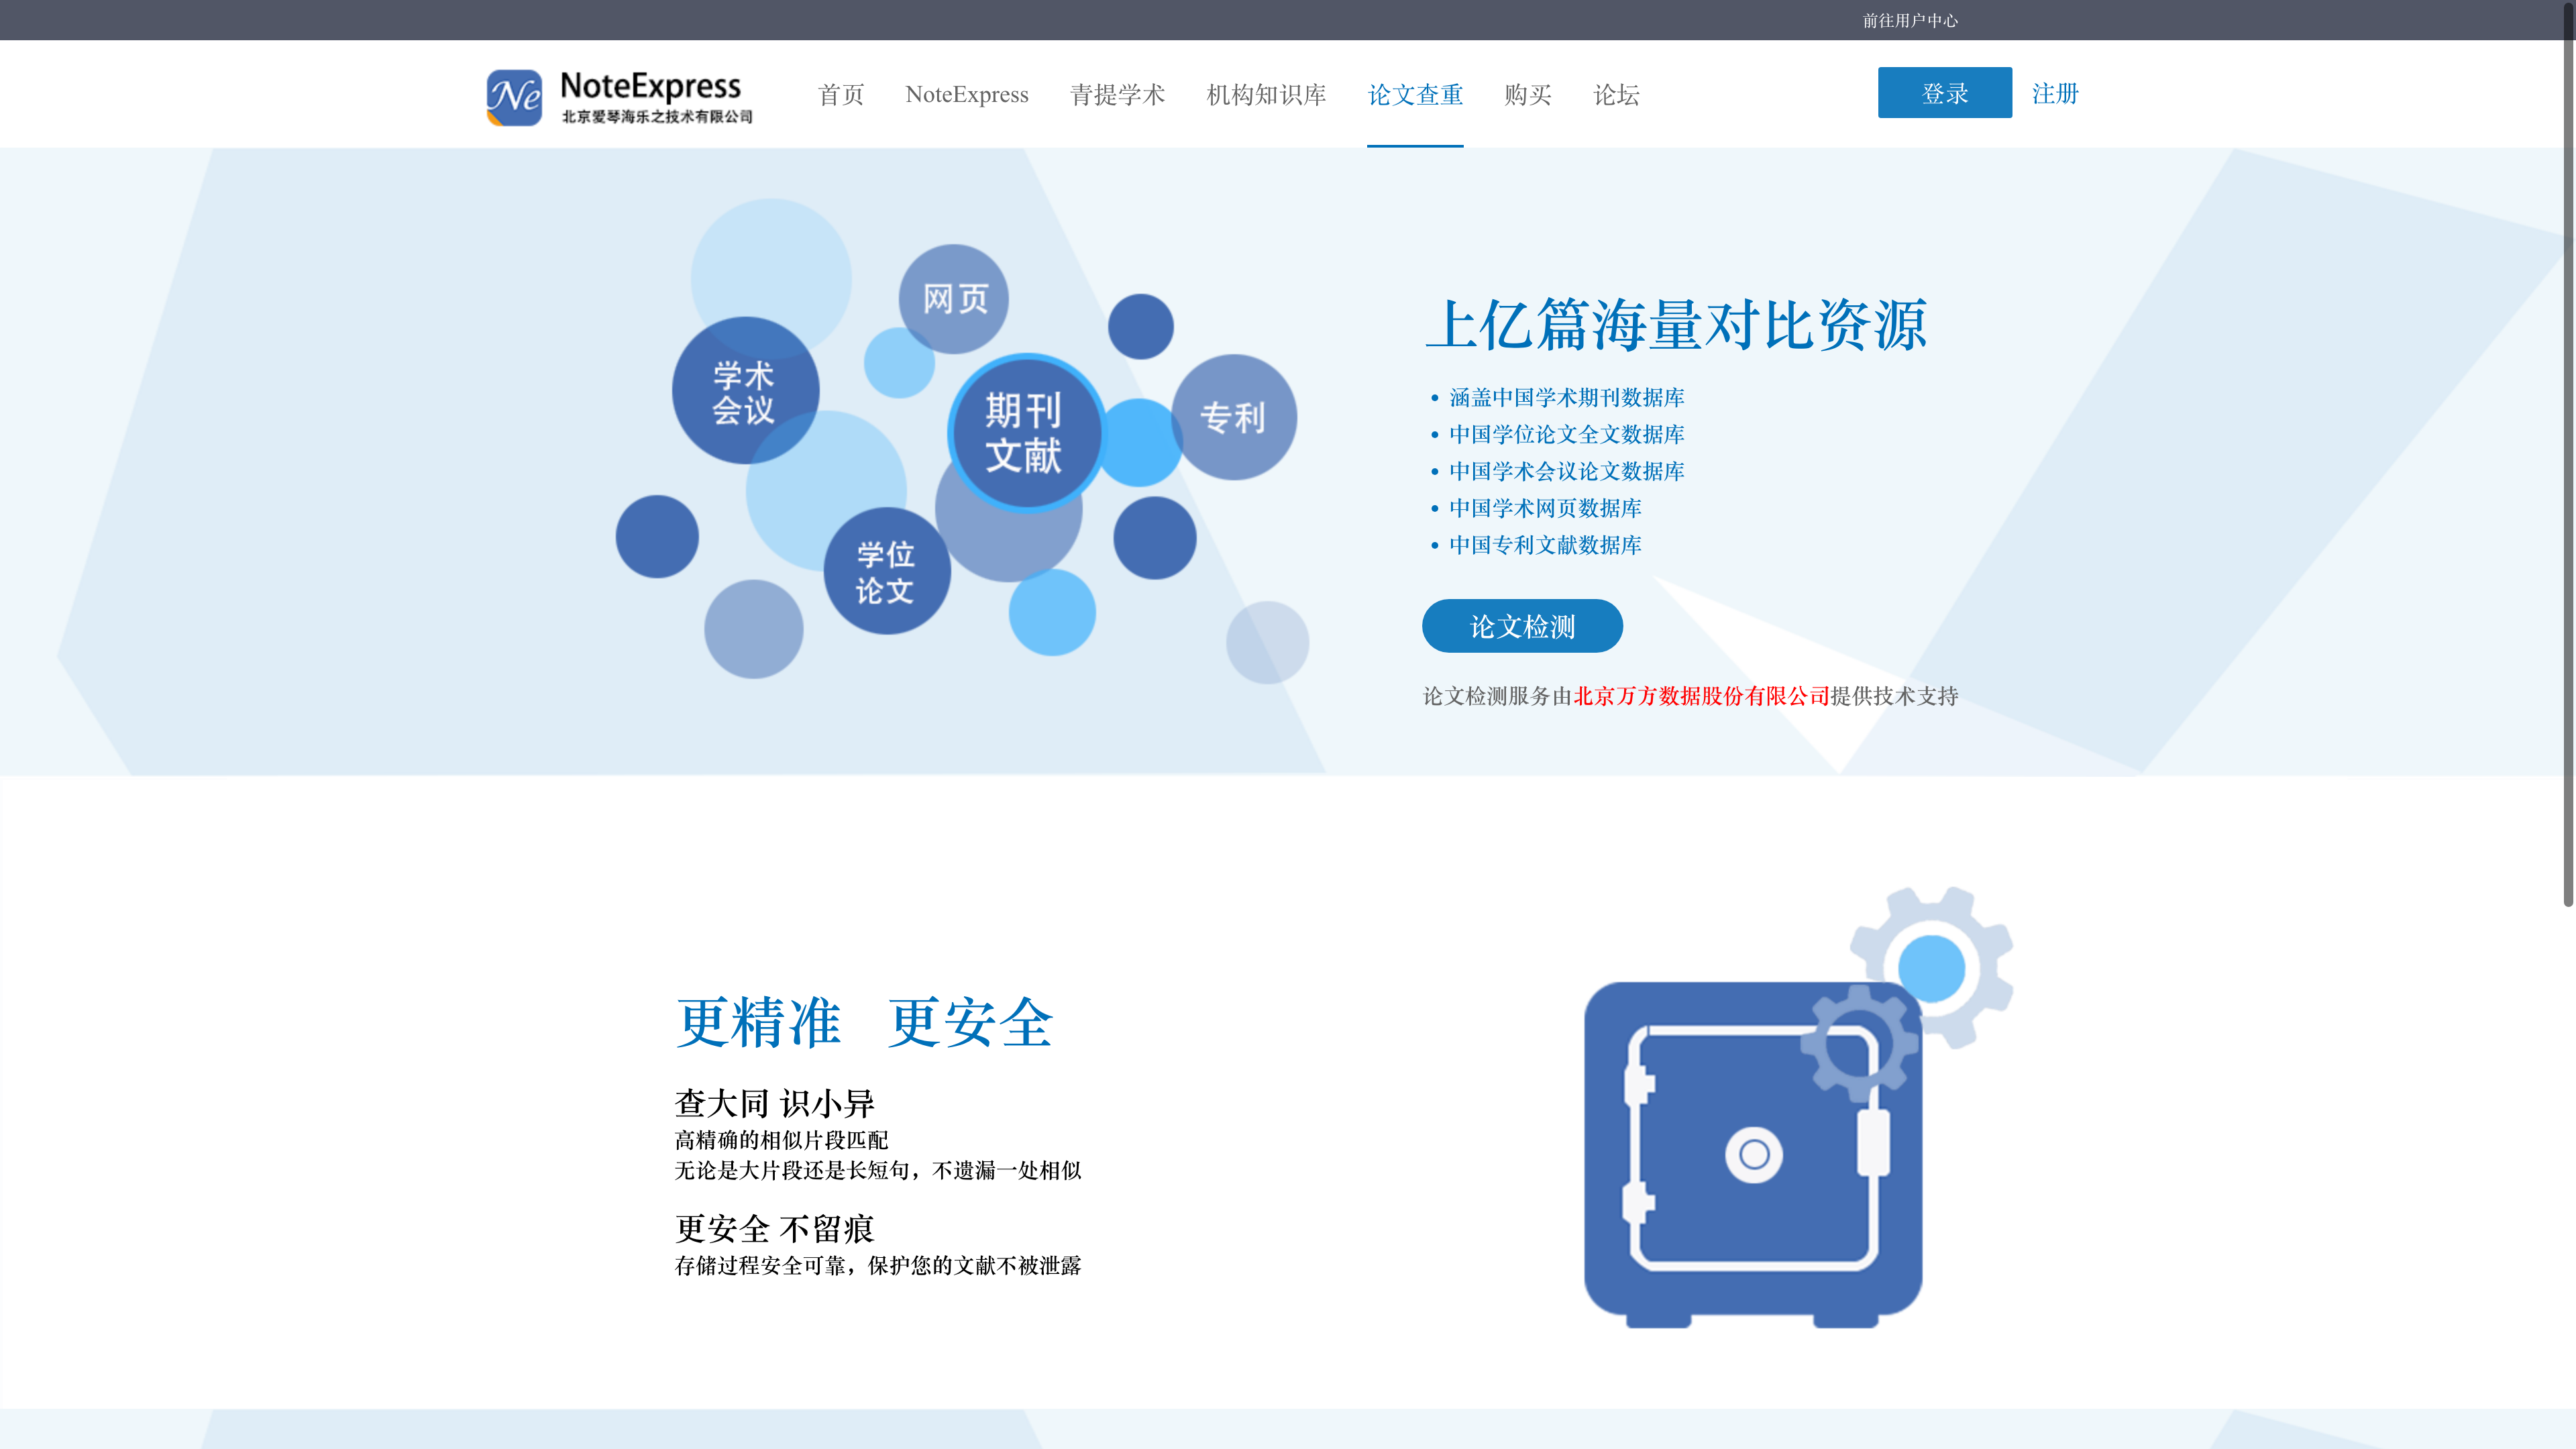 前往用户中心
Ne NoteExpress
北京爱琴海乐之技术有限公司
首页 NoteExpress 青提学术 机构知识库 论文查重 购买 论坛 登录 注册
网页
学术
会议
期刊
文献
专利
学位
论文
上亿篇海量对比资源
• 涵盖中国学术期刊数据库
• 中国学位论文全文数据库
• 中国学术会议论文数据库
• 中国学术网页数据库
• 中国专利文献数据库
论文检测
论文检测服务由北京万方数据股份有限公司提供技术支持
更精准 更安全
查大同 识小异
高精确的相似片段匹配
无论是大片段还是长短句，不遗漏一处相似
更安全 不留痕
存储过程安全可靠，保护您的文献不被泄露